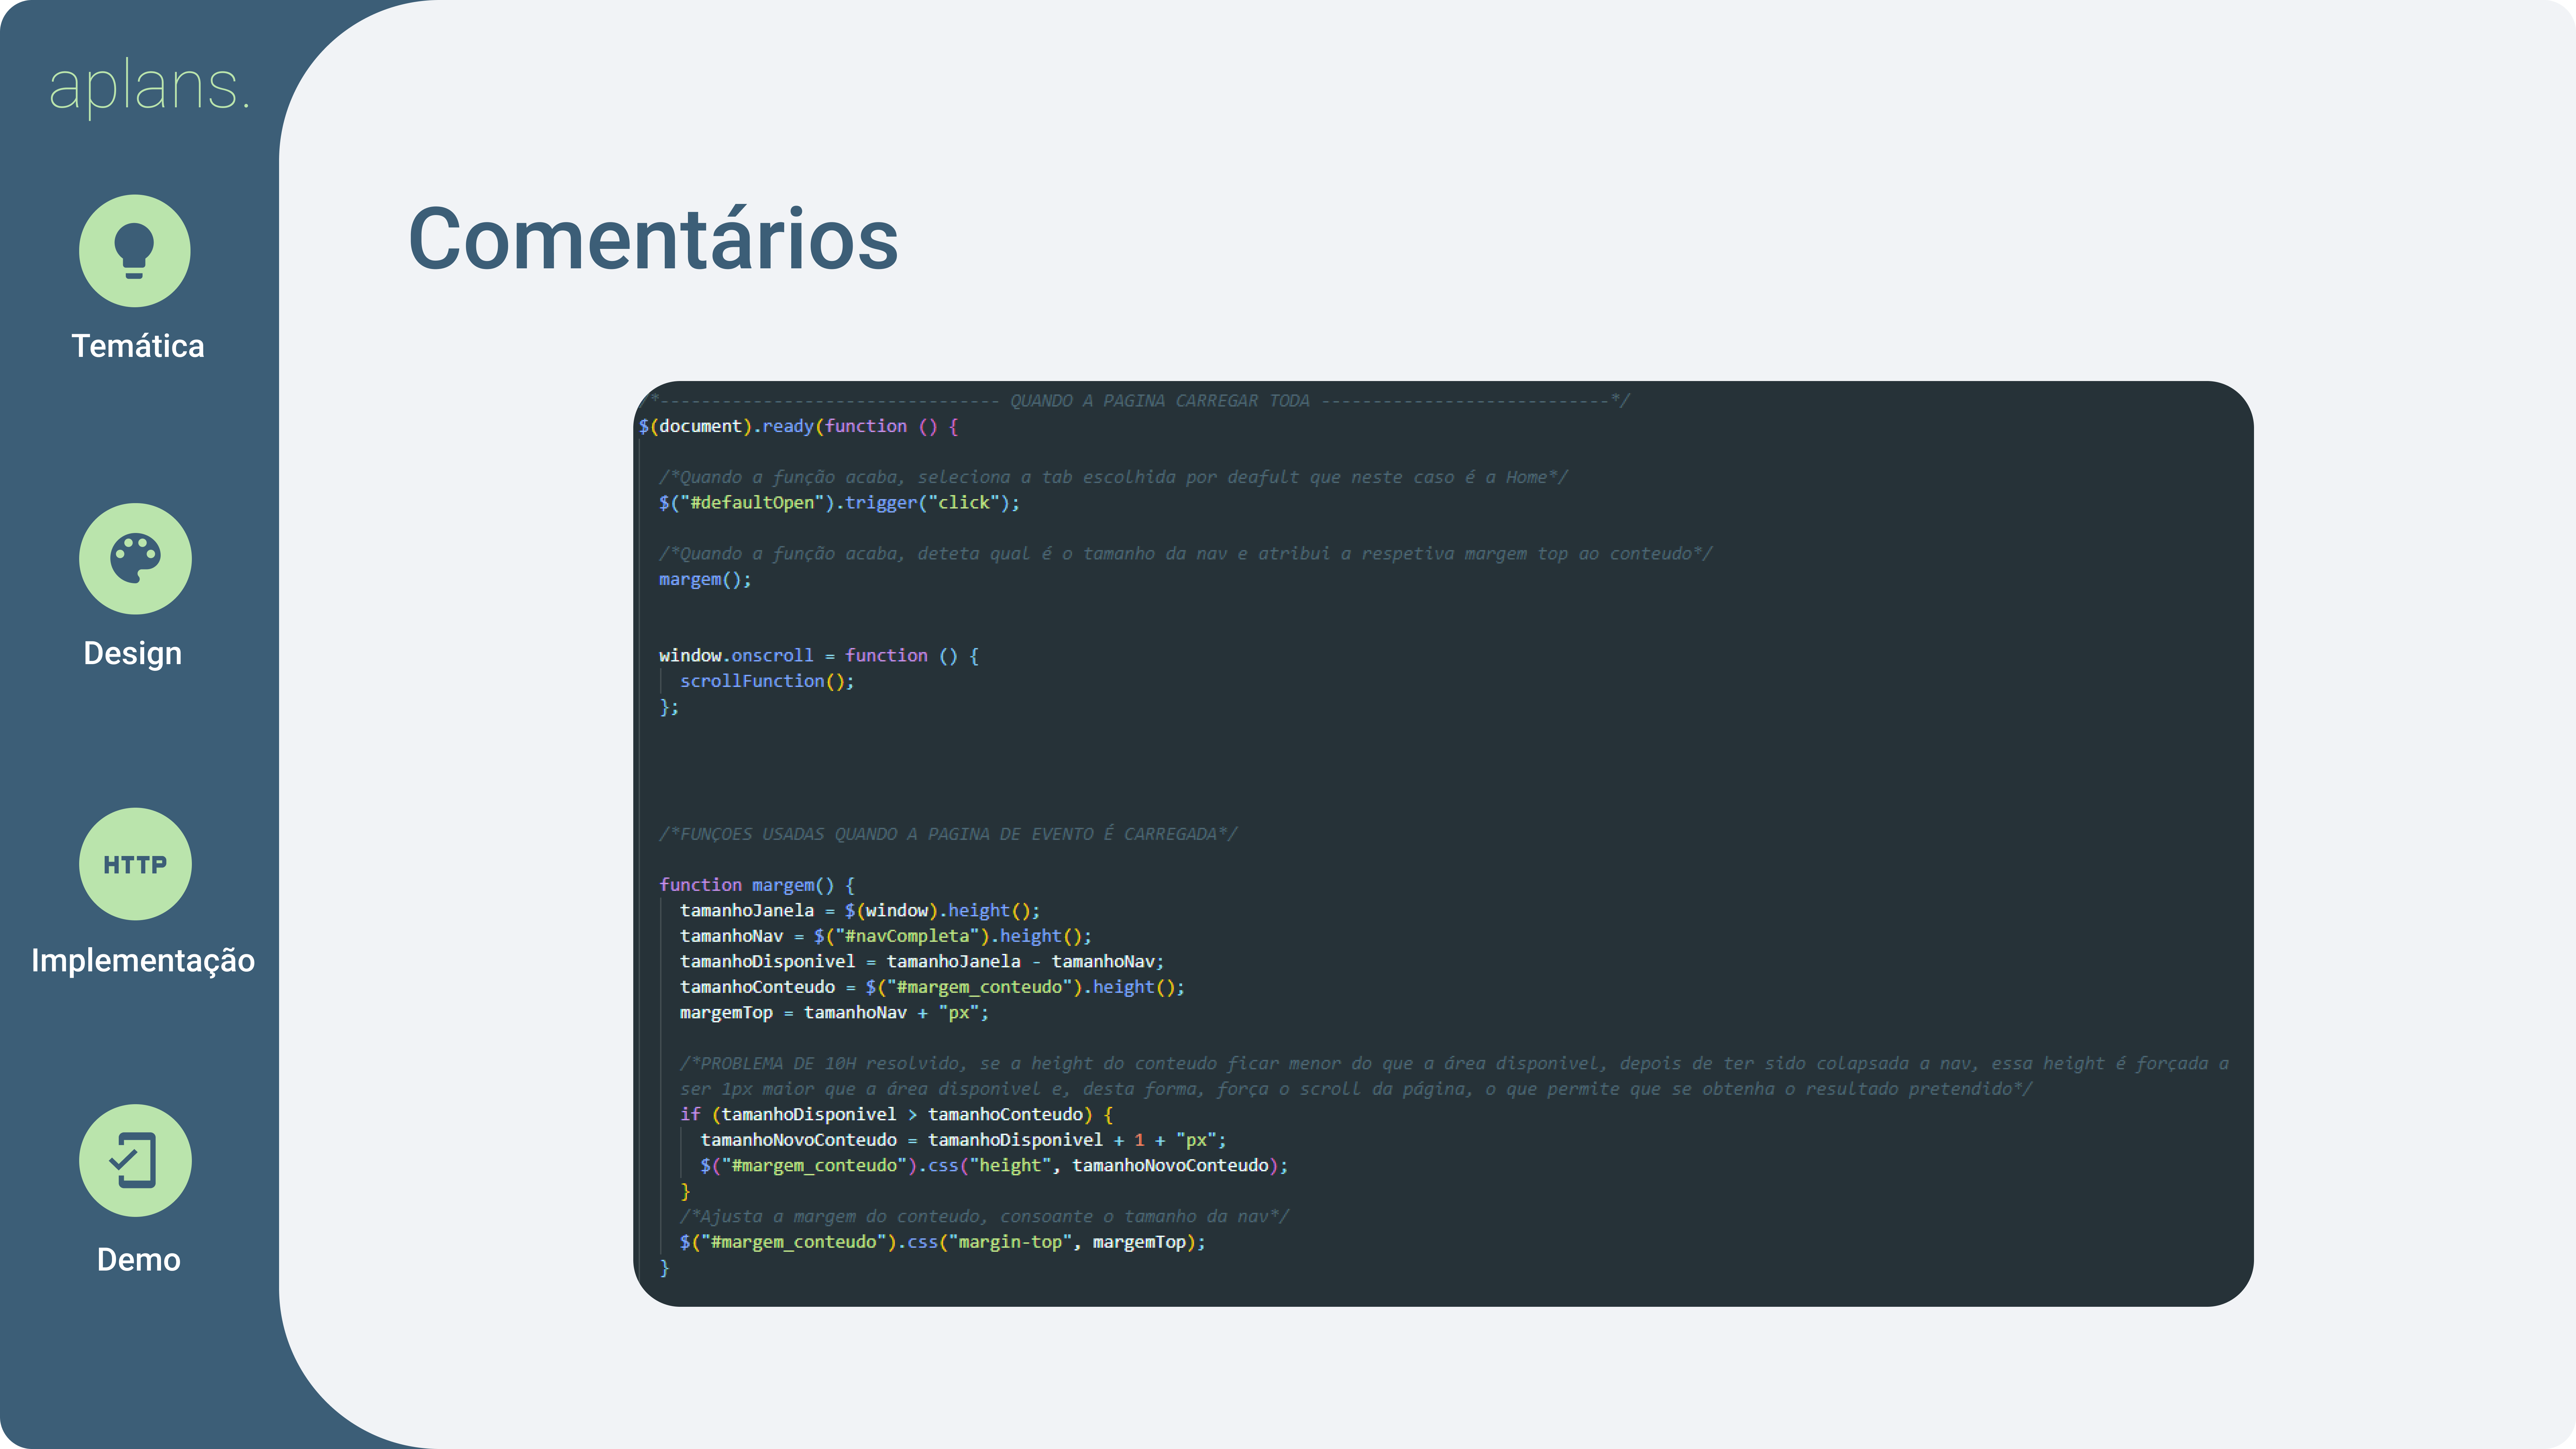 aplans.
Temática
Design
HTTP
Implementação
Demo
Comentários
/*--------------------------------- QUANDO A PAGINA CARREGAR TODA ----------------------------*/
$(document).ready(function () {
/*Quando a função acaba, seleciona a tab escolhida por deafult que neste caso é a Home*/
$("#defaultOpen").trigger("click");
/*Quando a função acaba, deteta qual é o tamanho da nav e atribui a respetiva margem top ao conteudo*/
margem();
window.onscroll = function () {
scrollFunction();
};
/*FUNÇOES USADAS QUANDO A PAGINA DE EVENTO É CARREGADA*/
function margem() {
tamanhoJanela = $(window).height();
tamanhoNav = $("#navCompleta").height();
tamanhoDisponivel = tamanhoJanela - tamanhoNav;
tamanhoConteudo = $("#margem_conteudo").height();
margemTop = tamanhoNav + "px";
/*PROBLEMA DE 10H resolvido, se a height do conteudo ficar menor do que a área disponivel, depois de ter sido colapsada a nav, essa height é forçada a
ser 1px maior que a área disponivel e, desta forma, força o scroll da página, o que permite que se obtenha o resultado pretendido*/
if (tamanhoDisponivel > tamanhoConteudo) {
tamanhoNovoConteudo = tamanhoDisponivel + 1 + "px";
$("#margem_conteudo").css("height", tamanhoNovoConteudo);
}
/*Ajusta a margem do conteudo, consoante o tamanho da nav*/
$("#margem_conteudo").css("margin-top", margemTop);
}